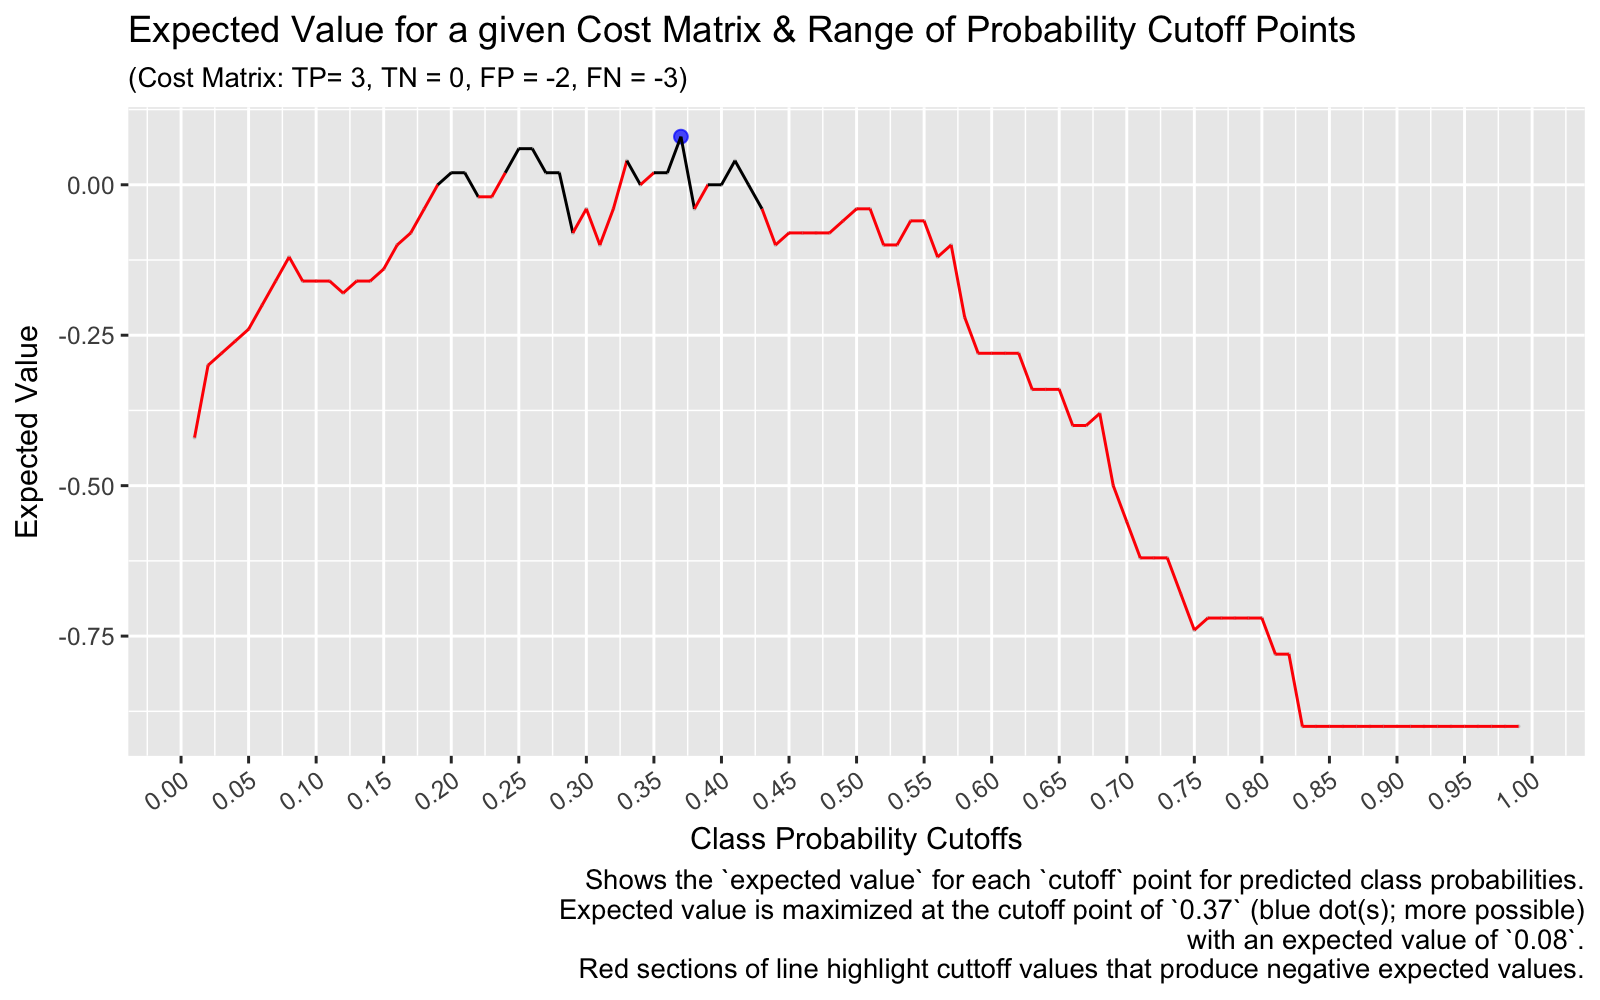 Expected Value for a given Cost Matrix & Range of Probability Cutoff Points
(Cost Matrix: TP= 3, TN = 0, FP = -2, FN = -3)
Expected Value
0.00
-0.25
-0.50
-0.75
0.00 0.05 0.10 0.15 0.20 0.25 0.30 0.35 0.40 0.45 0.50 0.55 0.60 0.65 0.70 0.75 0.80 0.85 0.90 0.95 1.00
Class Probability Cutoffs
Shows the `expected value` for each `cutoff` point for predicted class probabilities.
Expected value is maximized at the cutoff point of `0.37` (blue dot(s); more possible)
with an expected value of `0.08`.
Red sections of line highlight cuttoff values that produce negative expected values.